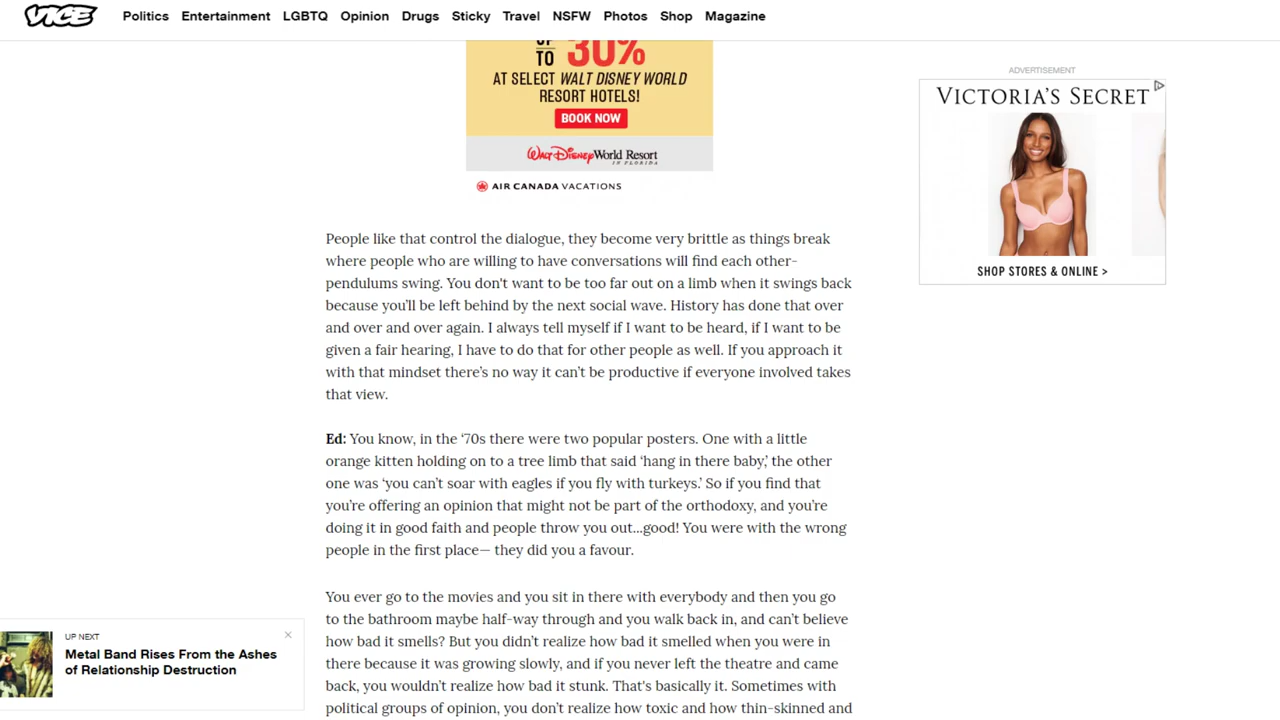 VICE
Politics Entertainment LGBTQ Opinion Drugs Sticky Travel NSFW Photos Shop Magazine
UP
TO 30%
AT SELECT WALT DISNEY WORLD
RESORT HOTELS!
BOOK NOW
Walt Disney World Resort
IN FLORIDA
AIR CANADA VACATIONS
ADVERTISEMENT
VICTORIA'S SECRET
SHOP STORES & ONLINE >
People like that control the dialogue, they become very brittle as things break
where people who are willing to have conversations will find each other-
pendulums swing. You don't want to be too far out on a limb when it swings back
because you’ll be left behind by the next social wave. History has done that over
and over and over again. I always tell myself if I want to be heard, if I want to be
given a fair hearing, I have to do that for other people as well. If you approach it
with that mindset there’s no way it can’t be productive if everyone involved takes
that view.
Ed: You know, in the ‘70s there were two popular posters. One with a little
orange kitten holding on to a tree limb that said ‘hang in there baby,’ the other
one was ‘you can’t soar with eagles if you fly with turkeys.’ So if you find that
you’re offering an opinion that might not be part of the orthodoxy, and you’re
doing it in good faith and people throw you out...good! You were with the wrong
people in the first place— they did you a favour.
You ever go to the movies and you sit in there with everybody and then you go
to the bathroom maybe half-way through and you walk back in, and can’t believe
how bad it smells? But you didn’t realize how bad it smelled when you were in
there because it was growing slowly, and if you never left the theatre and came
back, you wouldn’t realize how bad it stunk. That’s basically it. Sometimes with
political groups of opinion, you don’t realize how toxic and how thin-skinned and
UP NEXT
Metal Band Rises From the Ashes
of Relationship Destruction